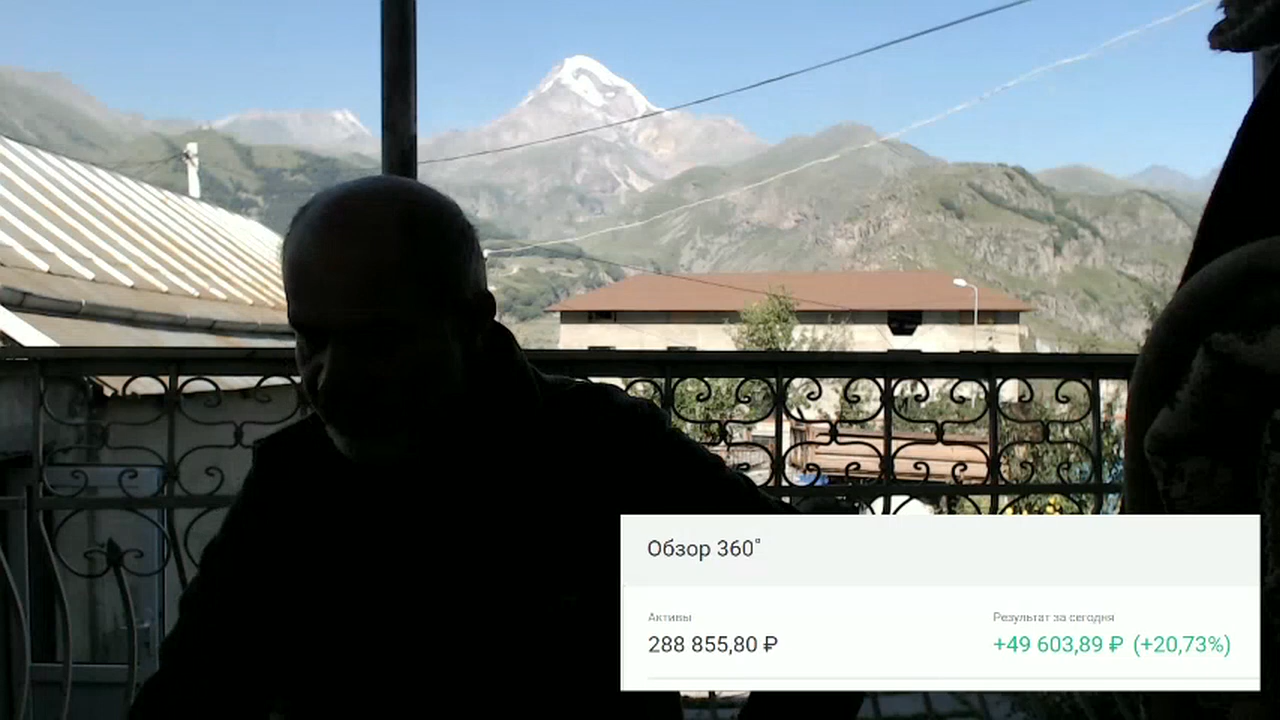 Обзор 360°
Активы
Результат за сегодня
288 855,80 ₽
+49 603,89 ₽ (+20,73%)